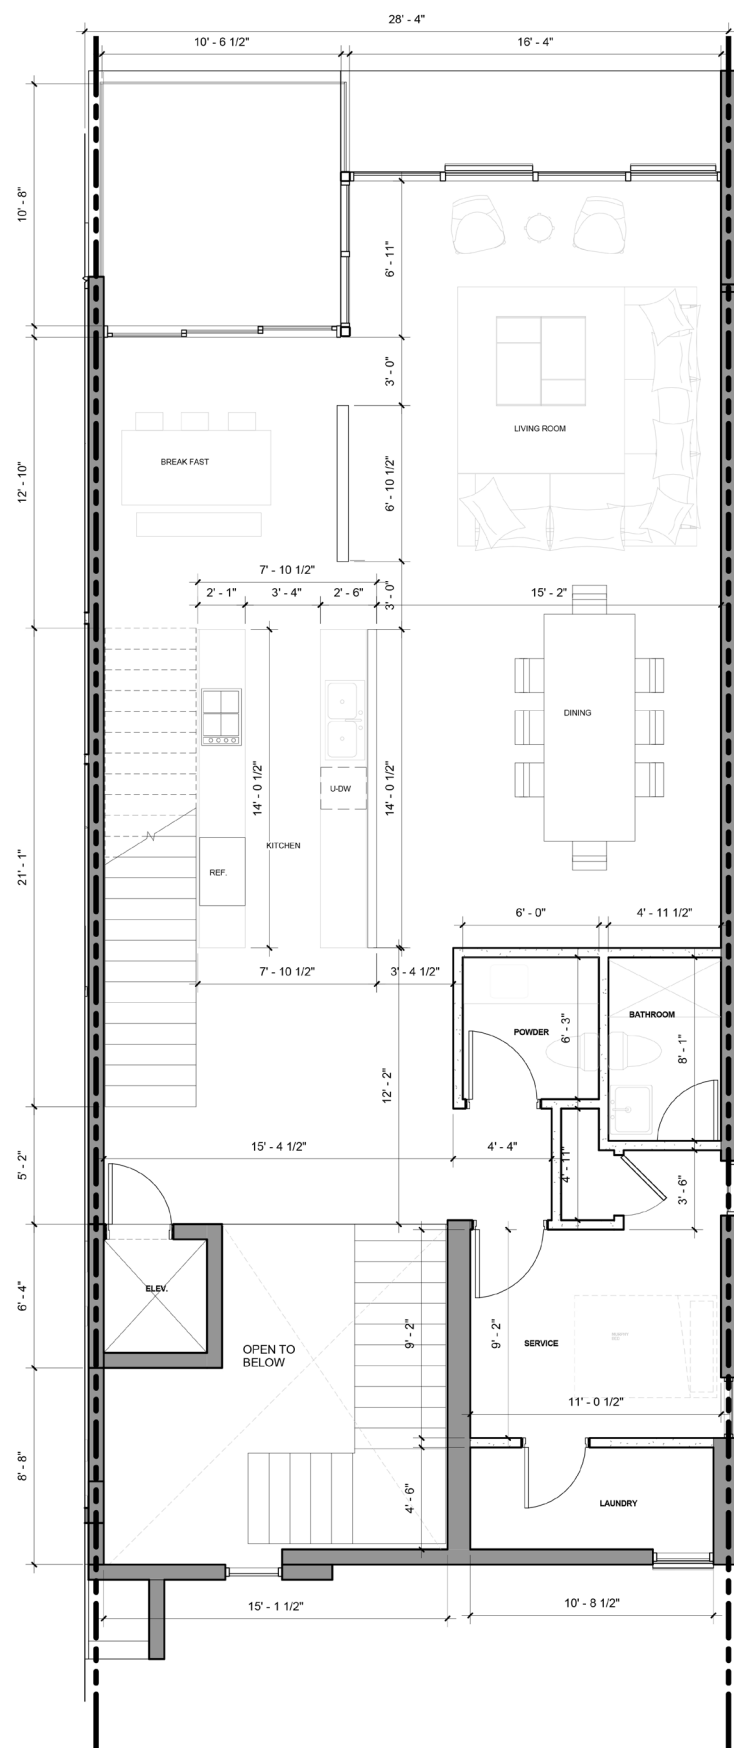 28' - 4"
10' - 6 1/2"
16' - 4"
10' - 8"
6' - 11"
3' - 0"
LIVING ROOM
BREAK FAST
6' - 10 1/2"
12' - 10"
7' - 10 1/2"
2' - 1"
3' - 4"
2' - 6"
3' - 0"
15' - 2"
DINING
U-DW
14' - 0 1/2"
14' - 0 1/2"
KITCHEN
REF.
21' - 1"
6' - 0"
4' - 11 1/2"
7' - 10 1/2"
3' - 4 1/2"
BATHROOM
POWDER
6' - 3"
8' - 1"
12' - 2"
15' - 4 1/2"
4' - 4"
4' - 11"
5' - 2"
3' - 6"
ELEV.
6' - 4"
9' - 2"
9' - 2"
SERVICE
OPEN TO
BELOW
11' - 0 1/2"
8' - 8"
4' - 6"
LAUNDRY
15' - 1 1/2"
10' - 8 1/2"